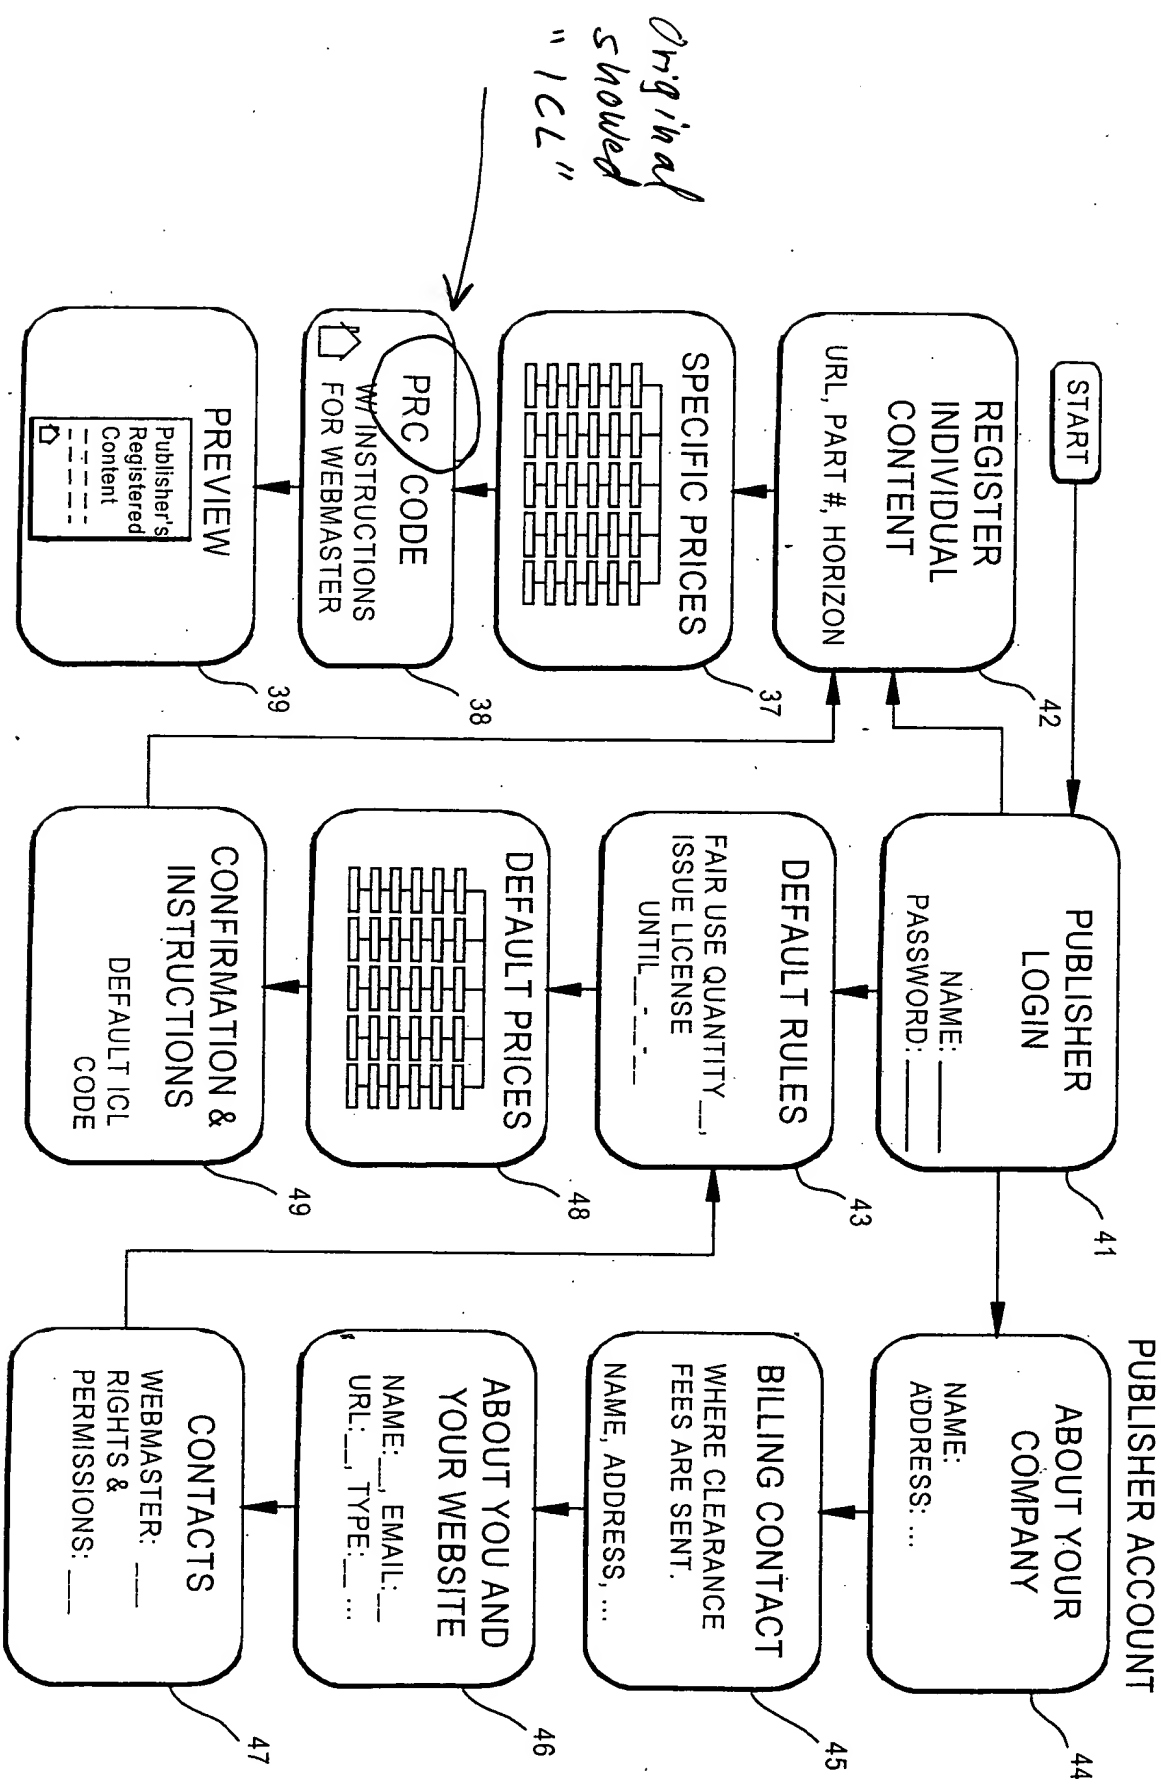 PUBLISHER ACCOUNT
Original
showed
"ICL"
START
REGISTER
INDIVIDUAL
CONTENT
URL, PART #, HORIZON
42
SPECIFIC PRICES
37
PRC CODE
W/ INSTRUCTIONS
FOR WEBMASTER
38
PREVIEW
Publisher's
Registered
Content
39
PUBLISHER
LOGIN
NAME: ____
PASSWORD: ____
41
DEFAULT RULES
FAIR USE QUANTITY__,
ISSUE LICENSE
UNTIL__-__-__
43
DEFAULT PRICES
48
CONFIRMATION &
INSTRUCTIONS
DEFAULT ICL
CODE
49
ABOUT YOUR
COMPANY
NAME:
ADDRESS: ...
44
BILLING CONTACT
WHERE CLEARANCE
FEES ARE SENT.
NAME, ADDRESS, ...
45
ABOUT YOU AND
YOUR WEBSITE
NAME:__, EMAIL:__
URL:__, TYPE:__ ...
46
CONTACTS
WEBMASTER: __
RIGHTS &
PERMISSIONS: __
47